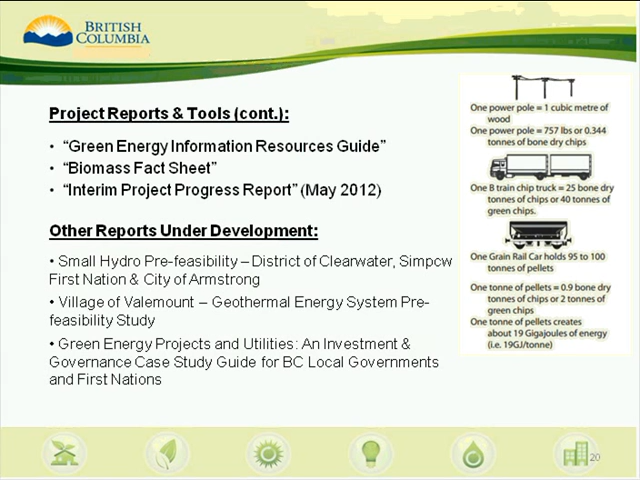 BRITISH
COLUMBIA
Project Reports & Tools (cont.):
• “Green Energy Information Resources Guide”
• “Biomass Fact Sheet”
• “Interim Project Progress Report” (May 2012)
Other Reports Under Development:
• Small Hydro Pre-feasibility – District of Clearwater, Simpcw
First Nation & City of Armstrong
• Village of Valemount – Geothermal Energy System Pre-
feasibility Study
• Green Energy Projects and Utilities: An Investment &
Governance Case Study Guide for BC Local Governments
and First Nations
One power pole = 1 cubic metre of
wood
One power pole = 757 lbs or 0.344
tonnes of bone dry chips
One B train chip truck = 25 bone dry
tonnes of chips or 40 tonnes of
green chips.
One Grain Rail Car holds 95 to 100
tonnes of pellets
One tonne of pellets = 0.9 bone dry
tonnes of chips or 2 tonnes of
green chips
One tonne of pellets creates
about 19 Gigajoules of energy
(i.e. 19GJ/tonne)
20